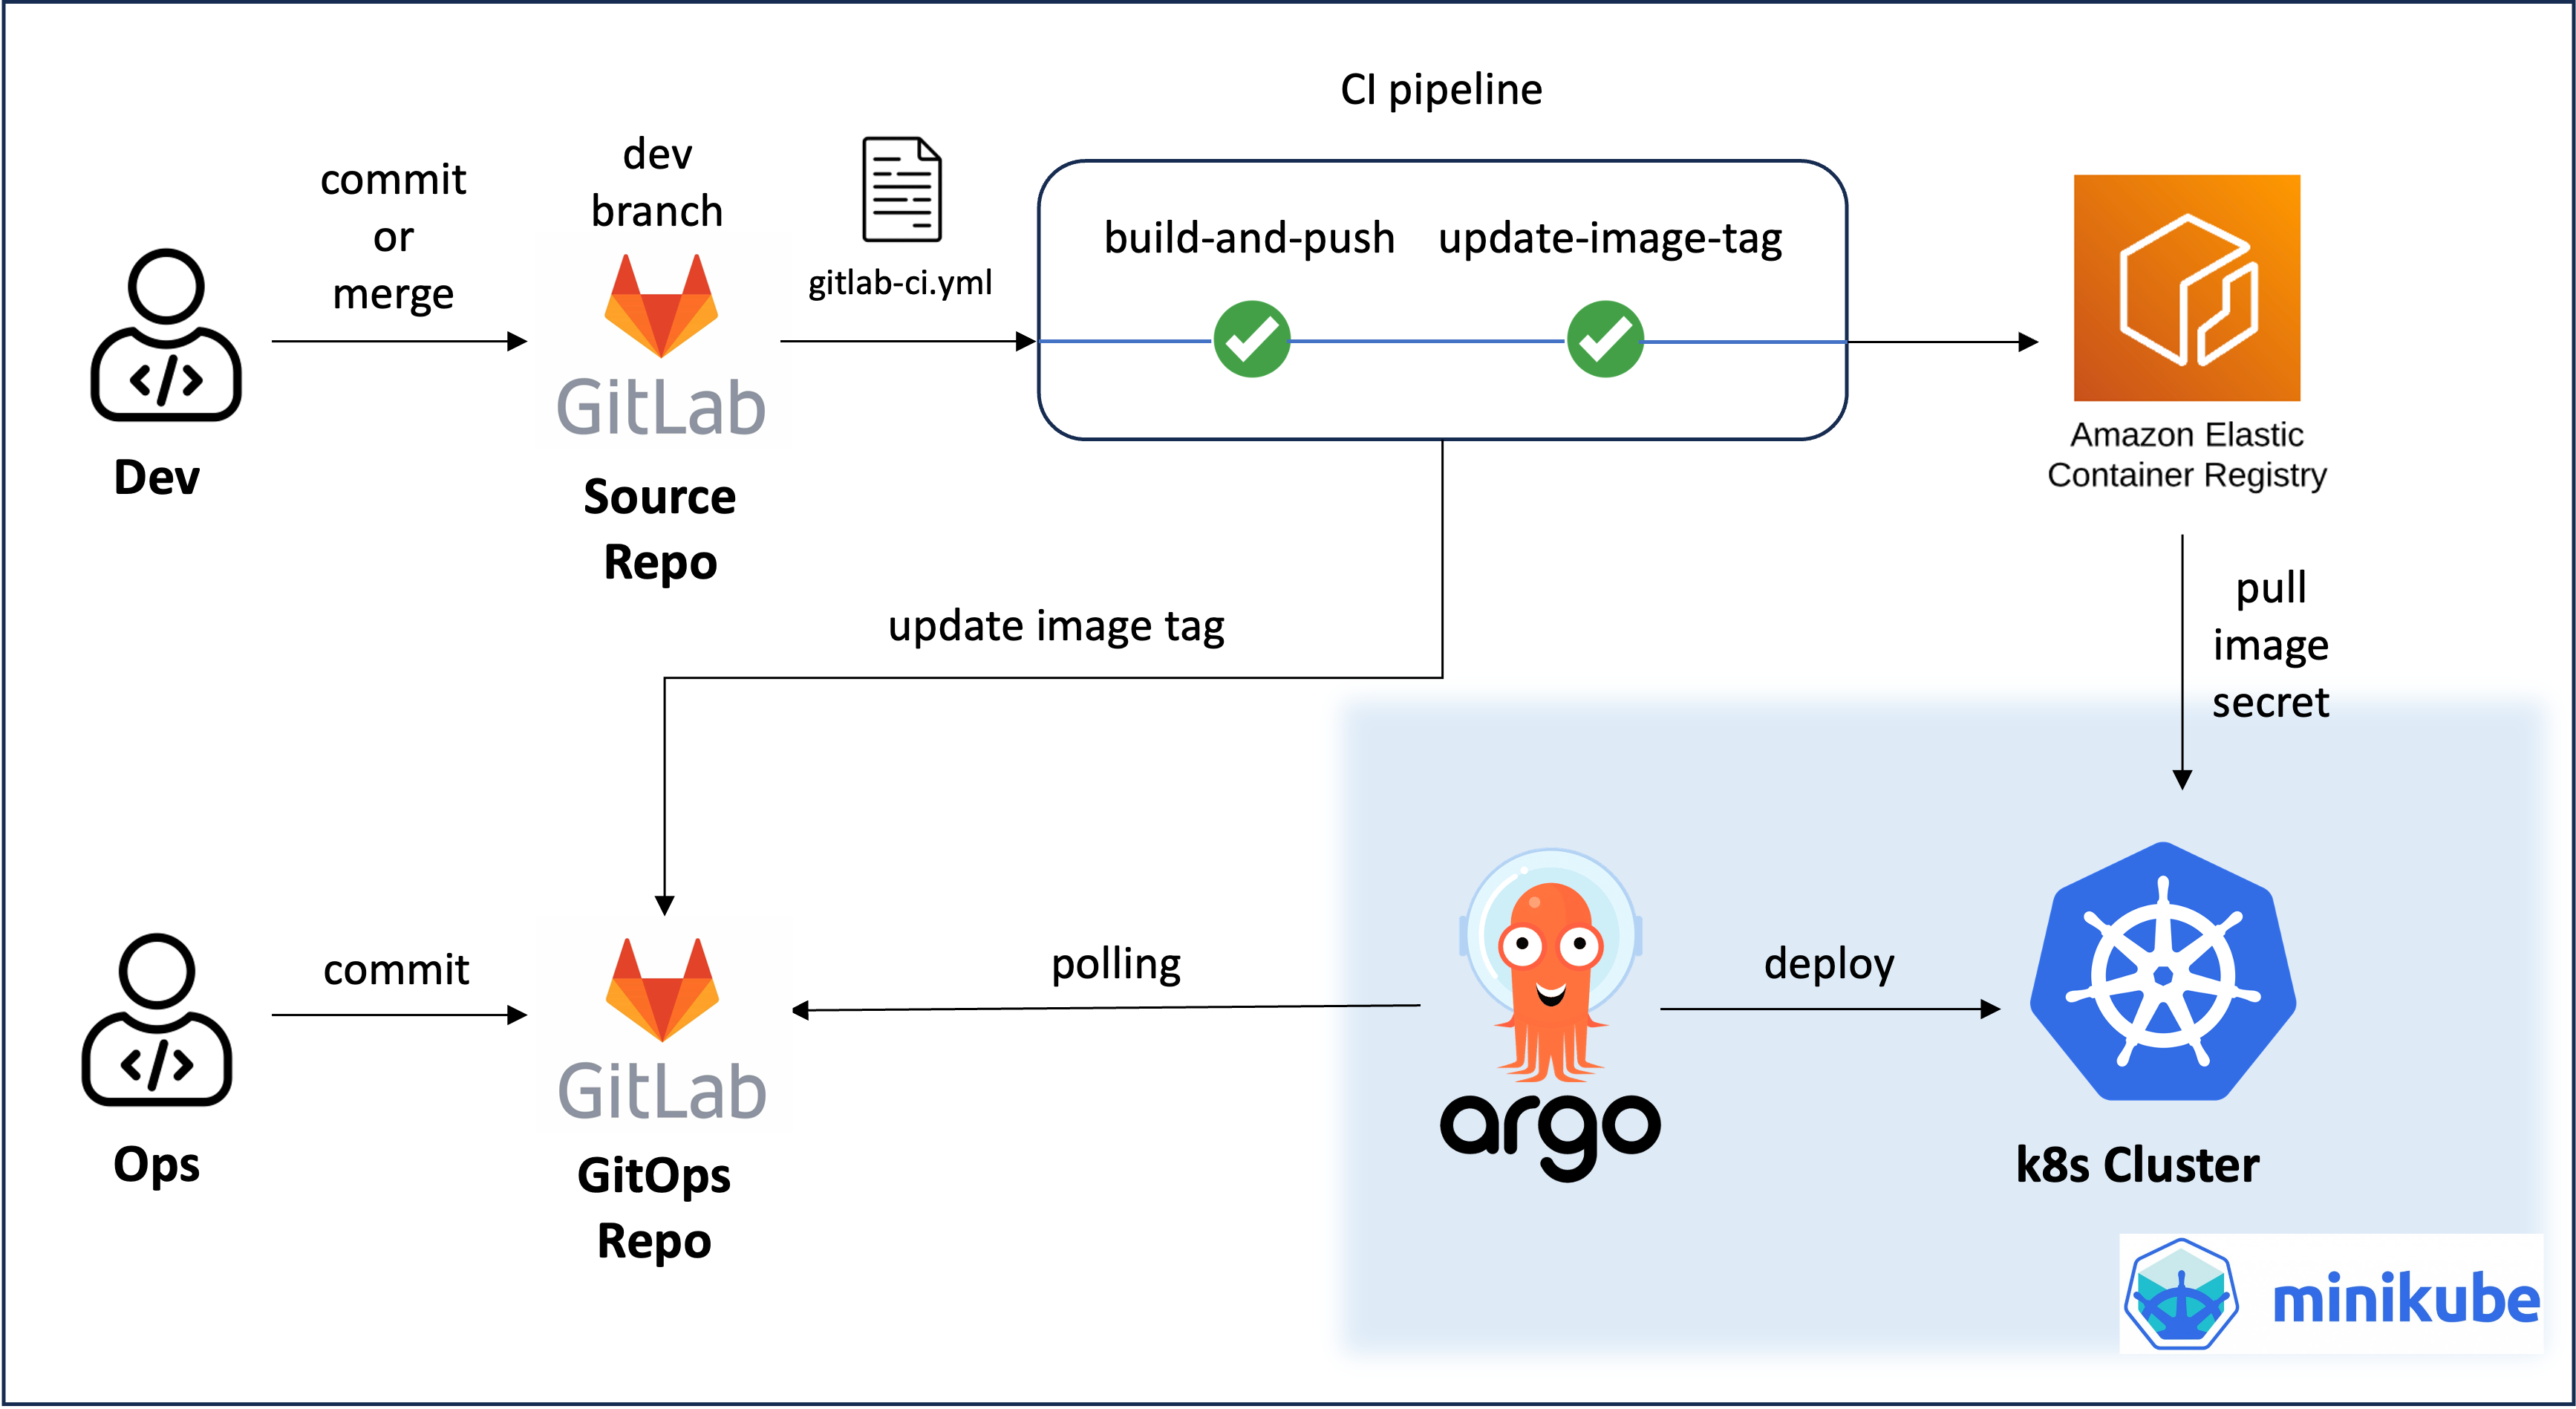 CI pipeline
commit
or
merge
dev
branch
gitlab-ci.yml
build-and-push
update-image-tag
</>
Dev
GitLab
Source
Repo
Amazon Elastic
Container Registry
update image tag
pull
image
secret
</>
Ops
commit
GitLab
GitOps
Repo
polling
argo
deploy
k8s Cluster
minikube